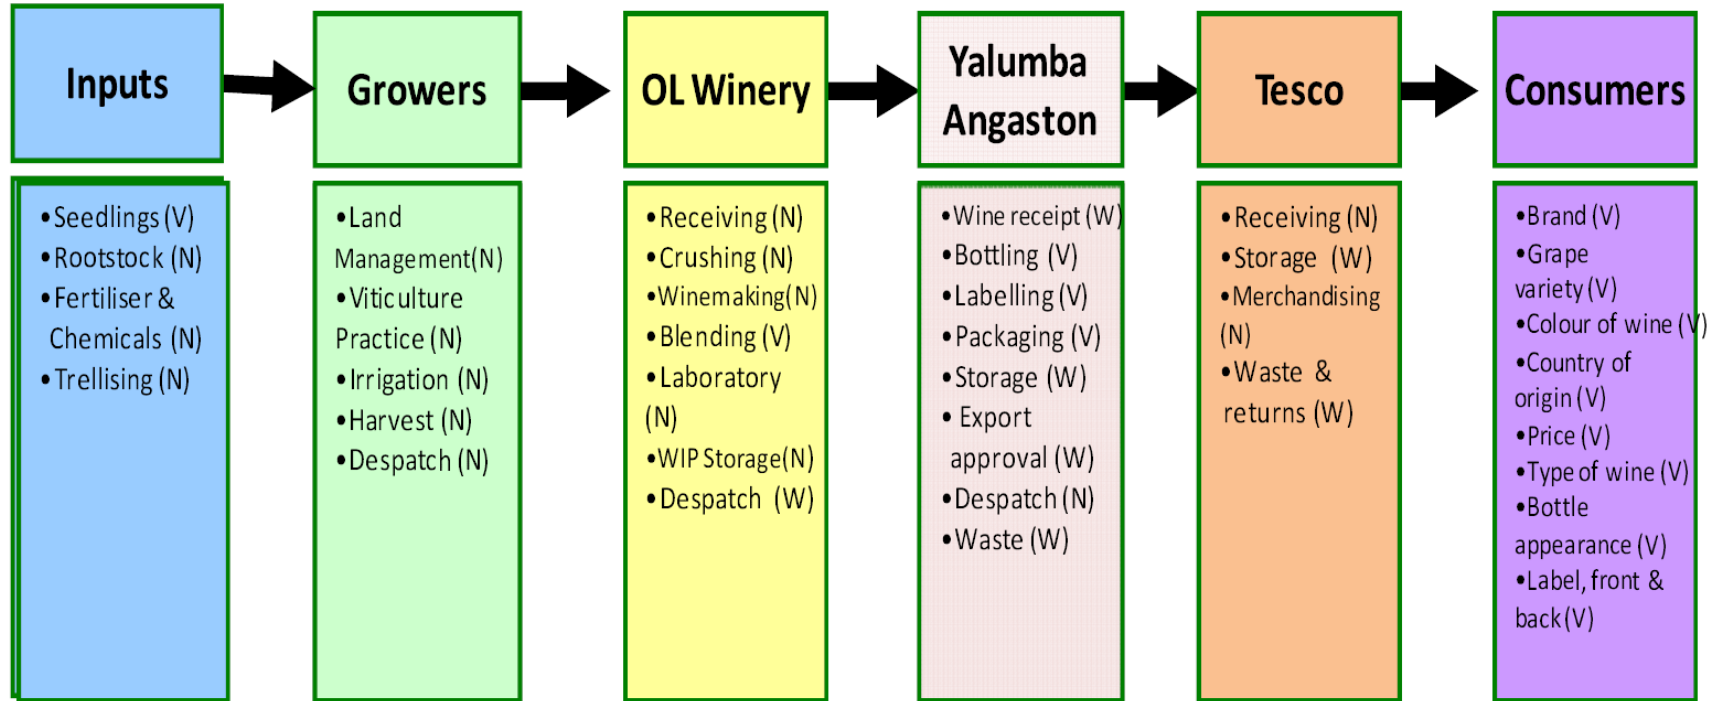 Inputs
Growers
OL Winery
Yalumba
Angaston
Tesco
Consumers
•Seedlings (V)
•Rootstock (N)
•Fertiliser &
Chemicals (N)
•Trellising (N)
•Land
Management(N)
•Viticulture
Practice (N)
•Irrigation (N)
•Harvest (N)
•Despatch (N)
•Receiving (N)
•Crushing (N)
•Winemaking(N)
•Blending (V)
•Laboratory
(N)
•WIP Storage(N)
•Despatch (W)
•Wine receipt (W)
•Bottling (V)
•Labelling (V)
•Packaging (V)
•Storage (W)
• Export
approval (W)
•Despatch (N)
•Waste (W)
•Receiving (N)
•Storage (W)
•Merchandising
(N)
•Waste &
returns (W)
•Brand (V)
•Grape
variety (V)
•Colour of wine (V)
•Country of
origin (V)
•Price (V)
•Type of wine (V)
•Bottle
appearance (V)
•Label, front &
back (V)